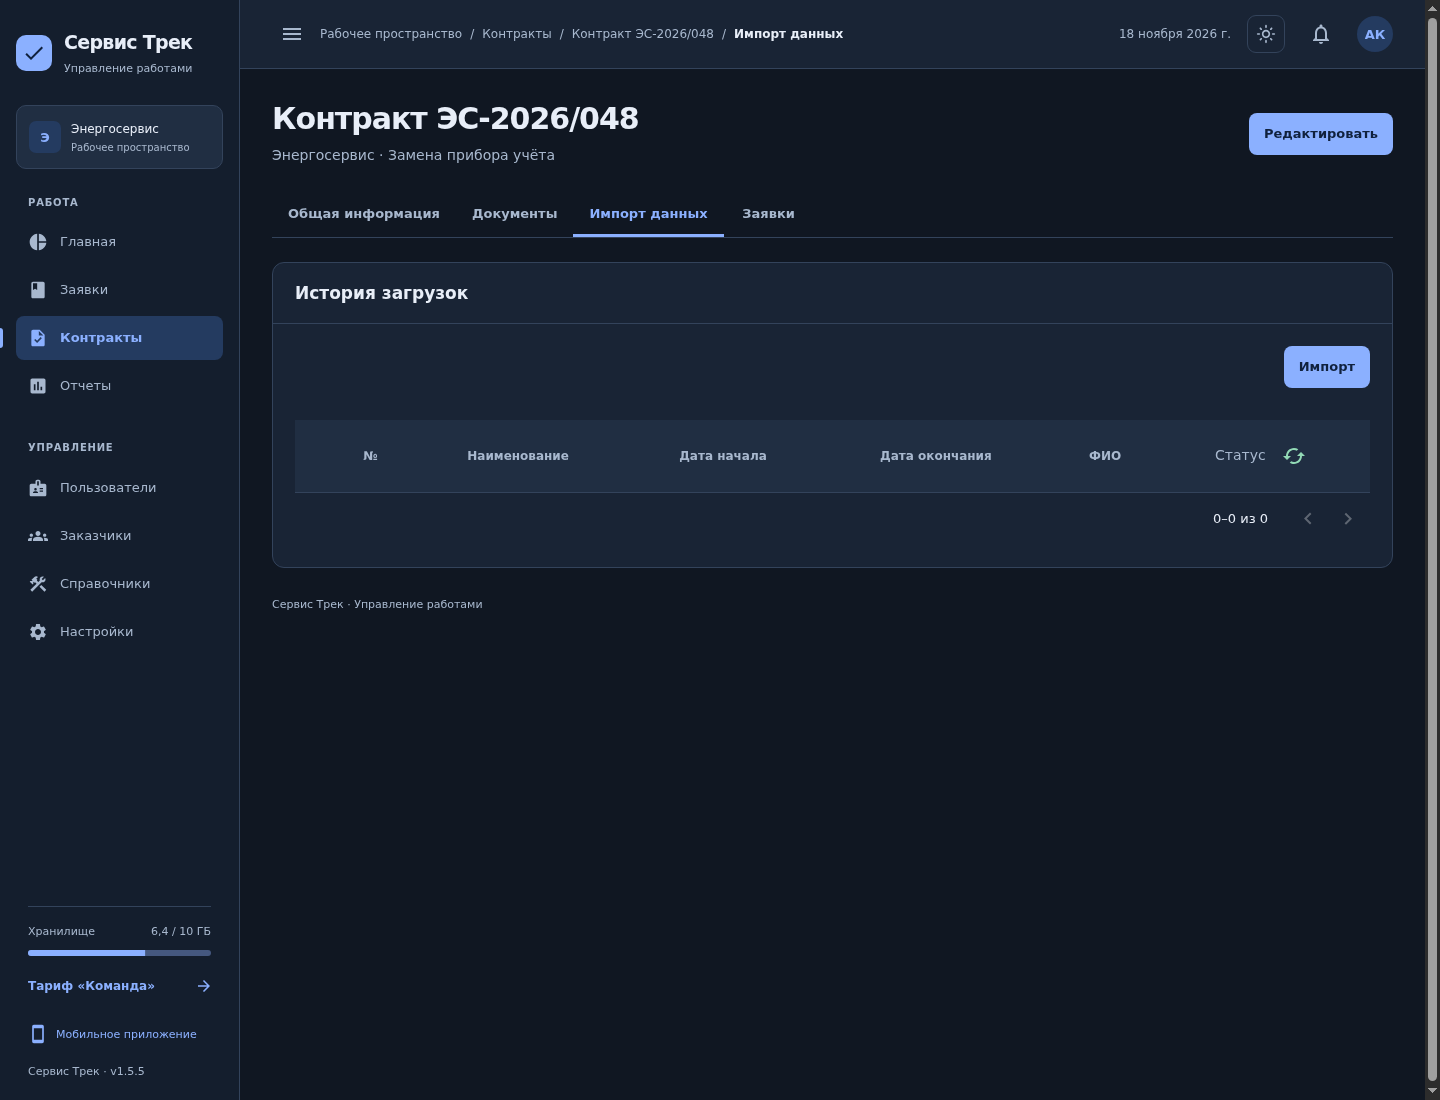 Сервис Трек
Управление работами
Э
Энергосервис
Рабочее пространство
РАБОТА
Главная
Заявки
Контракты
Отчеты
УПРАВЛЕНИЕ
Пользователи
Заказчики
Справочники
Настройки
Хранилище 6,4 / 10 ГБ
Тариф «Команда»
Мобильное приложение
Сервис Трек · v1.5.5
Рабочее пространство / Контракты / Контракт ЭС-2026/048 / Импорт данных
18 ноября 2026 г.
АК
Контракт ЭС-2026/048
Энергосервис · Замена прибора учёта
Редактировать
Общая информация Документы Импорт данных Заявки
История загрузок
Импорт
№ Наименование Дата начала Дата окончания ФИО Статус
0–0 из 0
Сервис Трек · Управление работами